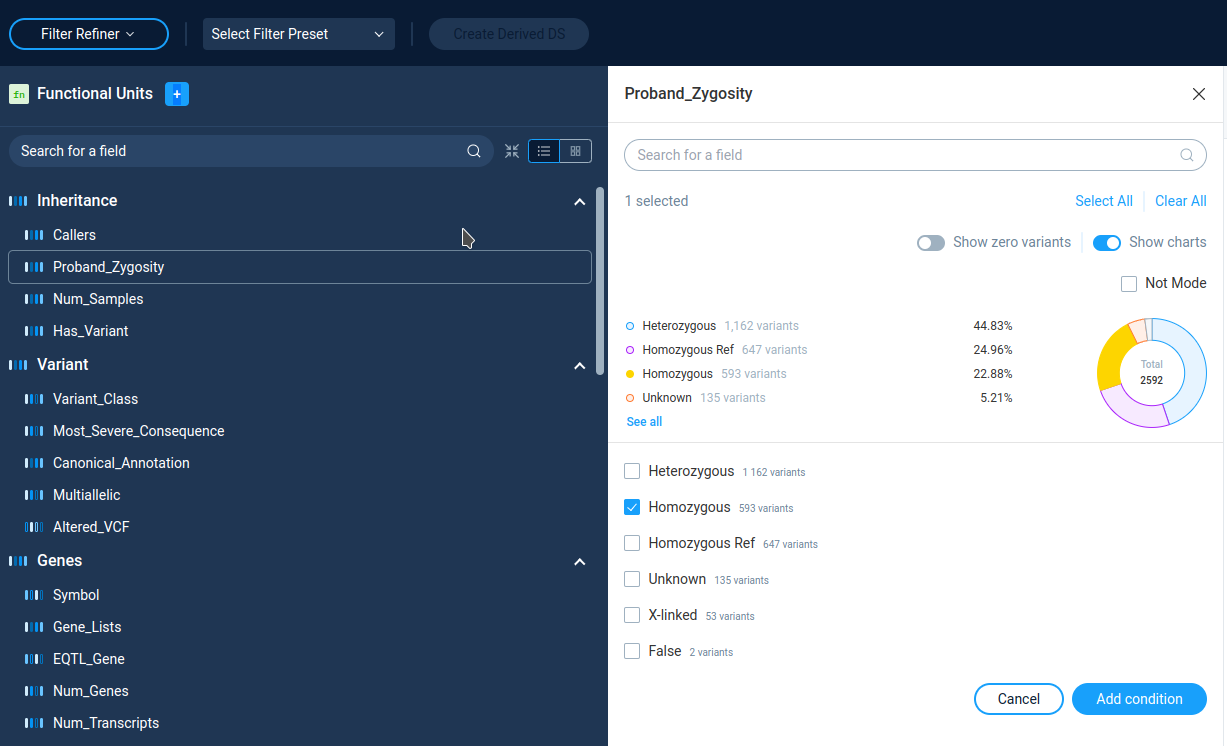 Filter Refiner
Select Filter Preset
Create Derived DS
fn Functional Units +
Search for a field
Inheritance
Callers
Proband_Zygosity
Num_Samples
Has_Variant
Variant
Variant_Class
Most_Severe_Consequence
Canonical_Annotation
Multiallelic
Altered_VCF
Genes
Symbol
Gene_Lists
EQTL_Gene
Num_Genes
Num_Transcripts
Proband_Zygosity
Search for a field
1 selected Select All Clear All
Show zero variants Show charts
Not Mode
Heterozygous 1,162 variants 44.83%
Homozygous Ref 647 variants 24.96%
Homozygous 593 variants 22.88%
Unknown 135 variants 5.21%
See all
Total
2592
Heterozygous 1 162 variants
Homozygous 593 variants
Homozygous Ref 647 variants
Unknown 135 variants
X-linked 53 variants
False 2 variants
Cancel Add condition